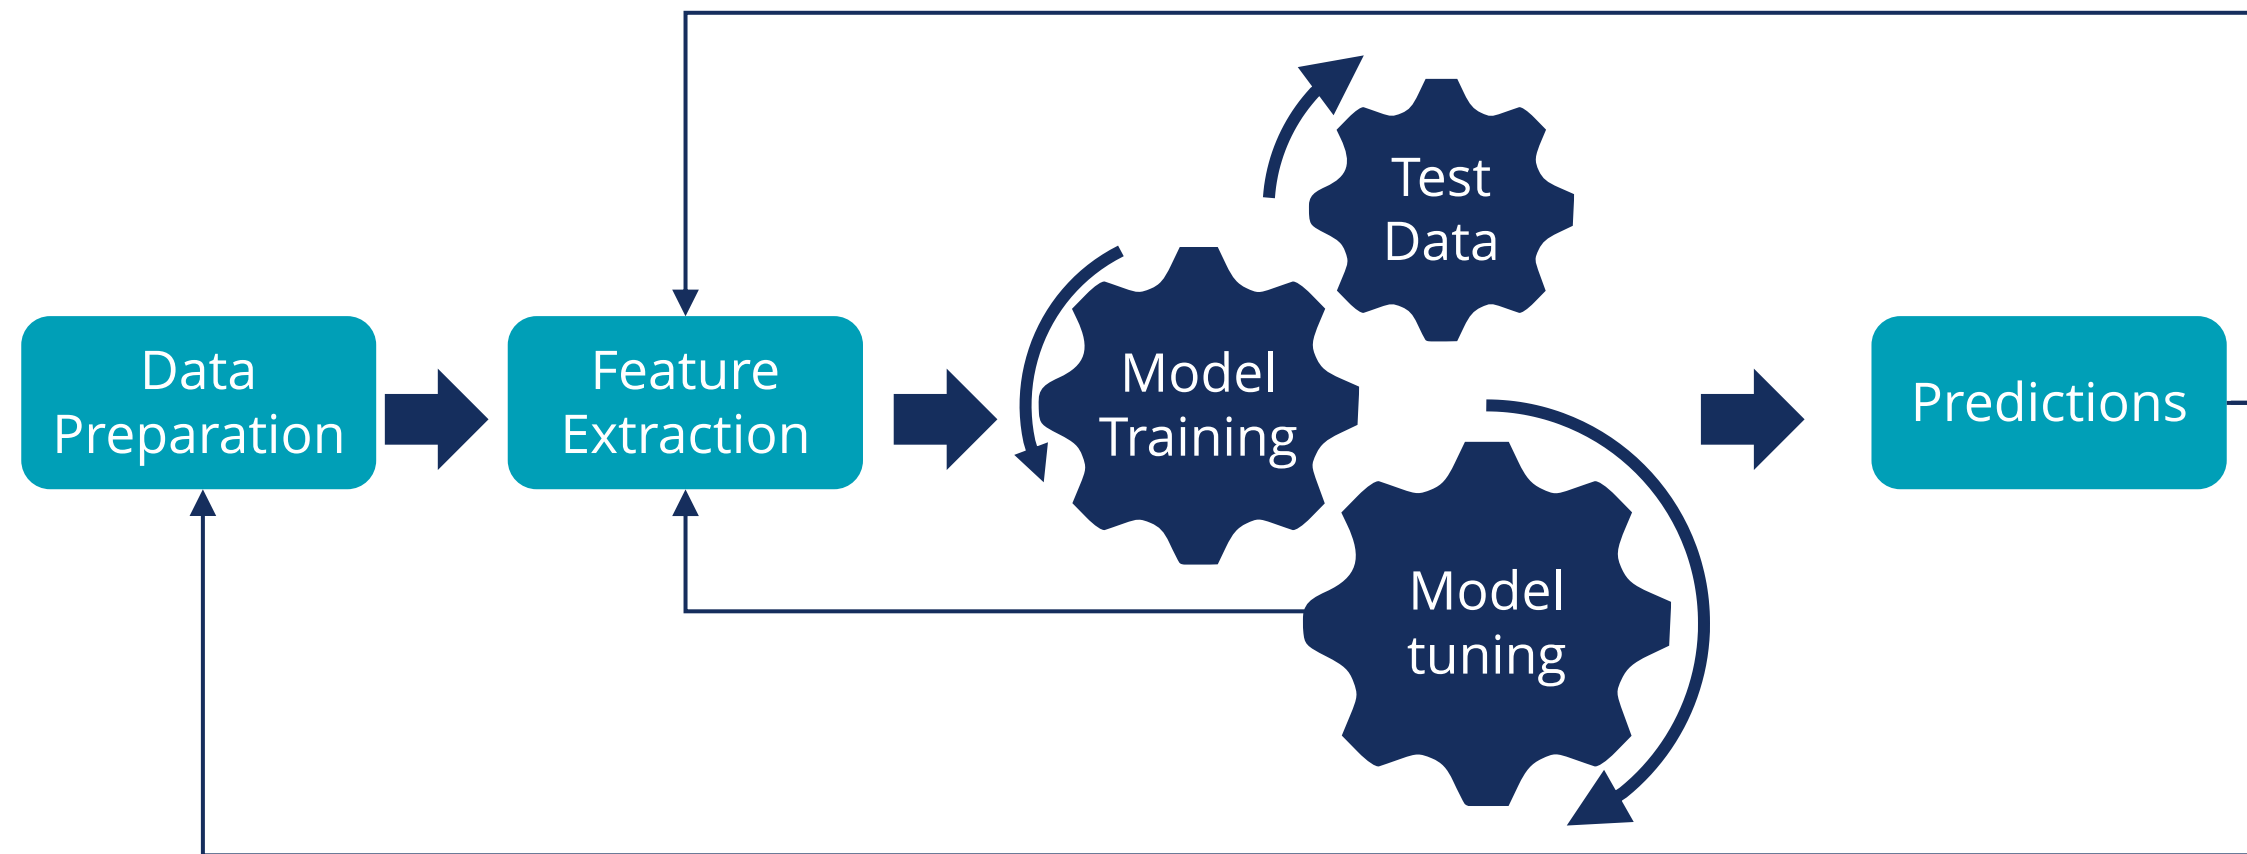 Data
Preparation
Feature
Extraction
Model
Training
Test
Data
Model
tuning
Predictions